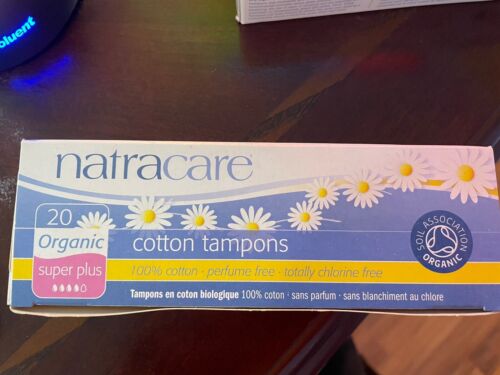 oluent
natracare
20
Organic
super plus
cotton tampons
100% cotton · perfume free · totally chlorine free
Tampons en coton biologique 100% coton · sans parfum · sans blanchiment au chlore
SOIL ASSOCIATION
ORGANIC